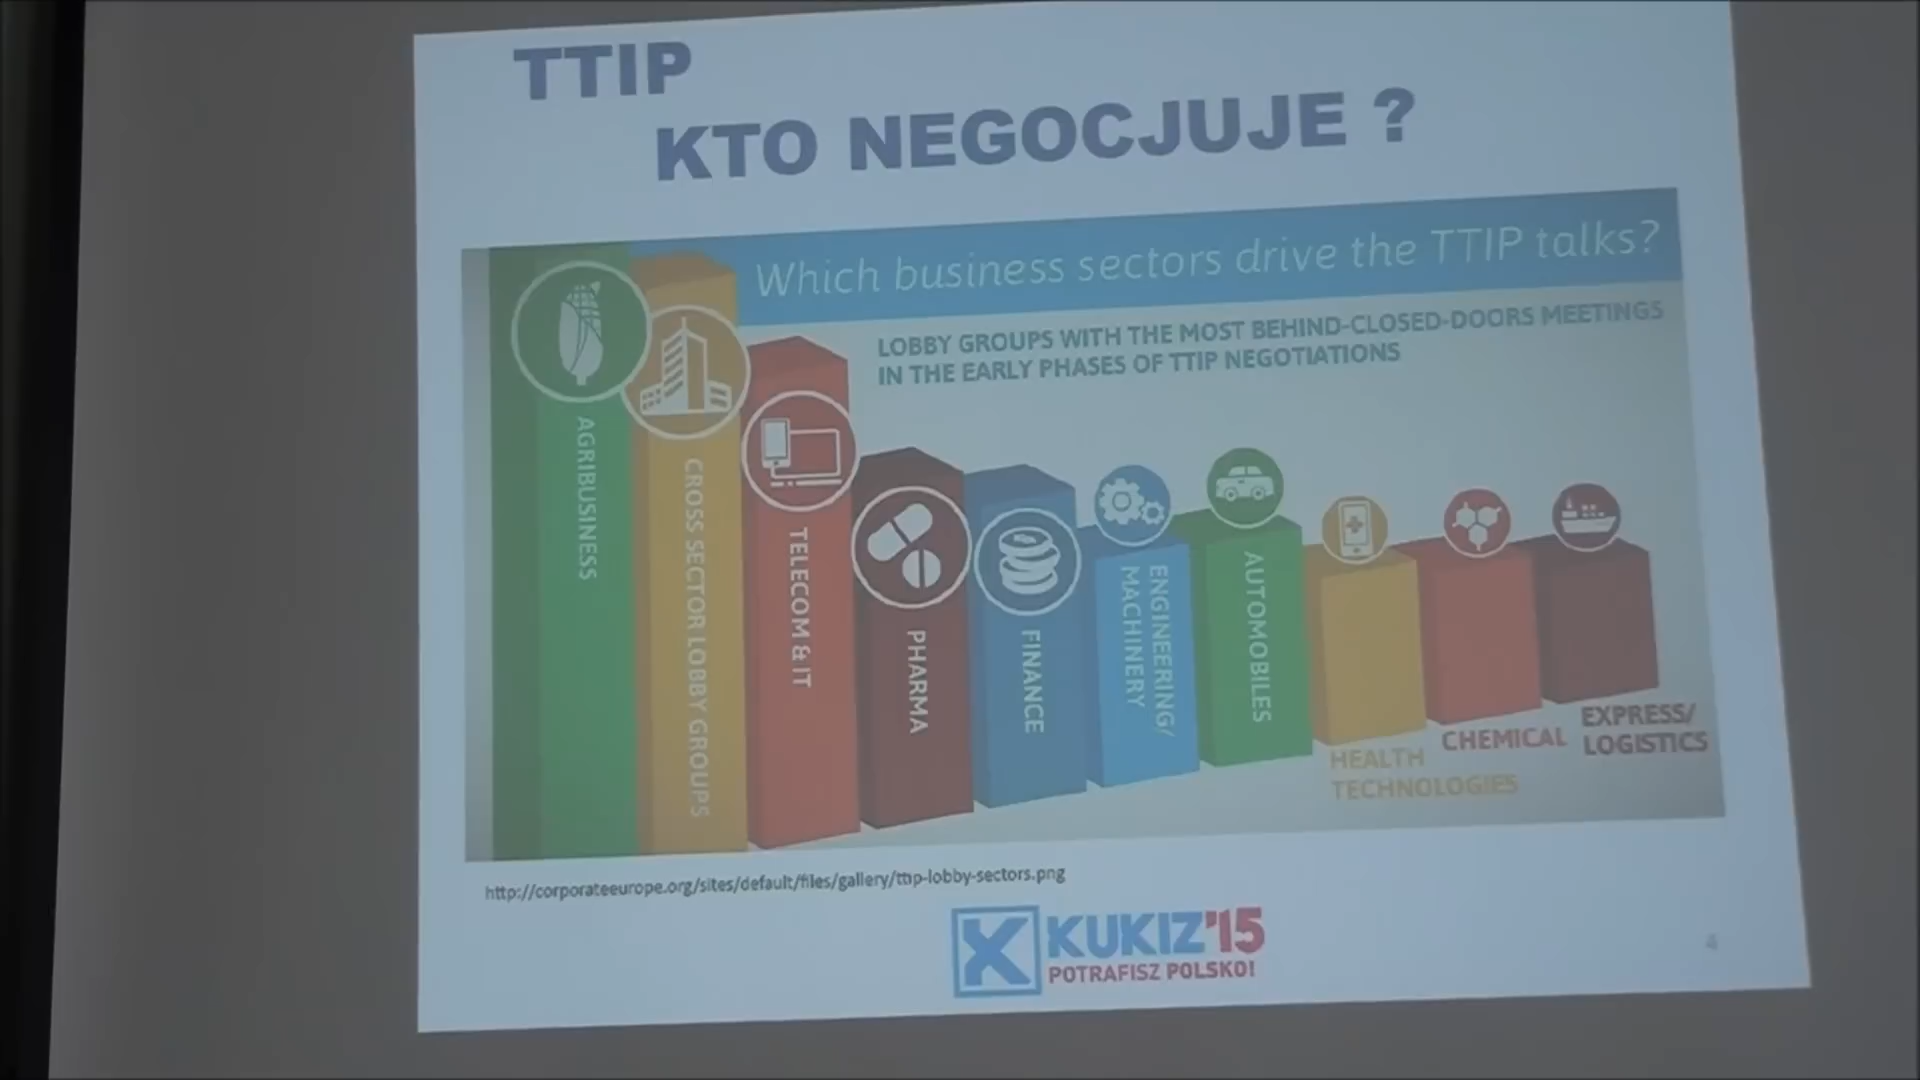 TTIP
KTO NEGOCJUJE ?
Which business sectors drive the TTIP talks?
LOBBY GROUPS WITH THE MOST BEHIND-CLOSED-DOORS MEETINGS
IN THE EARLY PHASES OF TTIP NEGOTIATIONS
AGRIBUSINESS
CROSS SECTOR LOBBY GROUPS
TELECOM & IT
PHARMA
FINANCE
ENGINEERING/
MACHINERY
AUTOMOBILES
HEALTH
TECHNOLOGIES
CHEMICAL
EXPRESS/
LOGISTICS
http://corporateeurope.org/sites/default/files/gallery/ttip-lobby-sectors.png
KUKIZ'15
POTRAFISZ POLSKO!
4